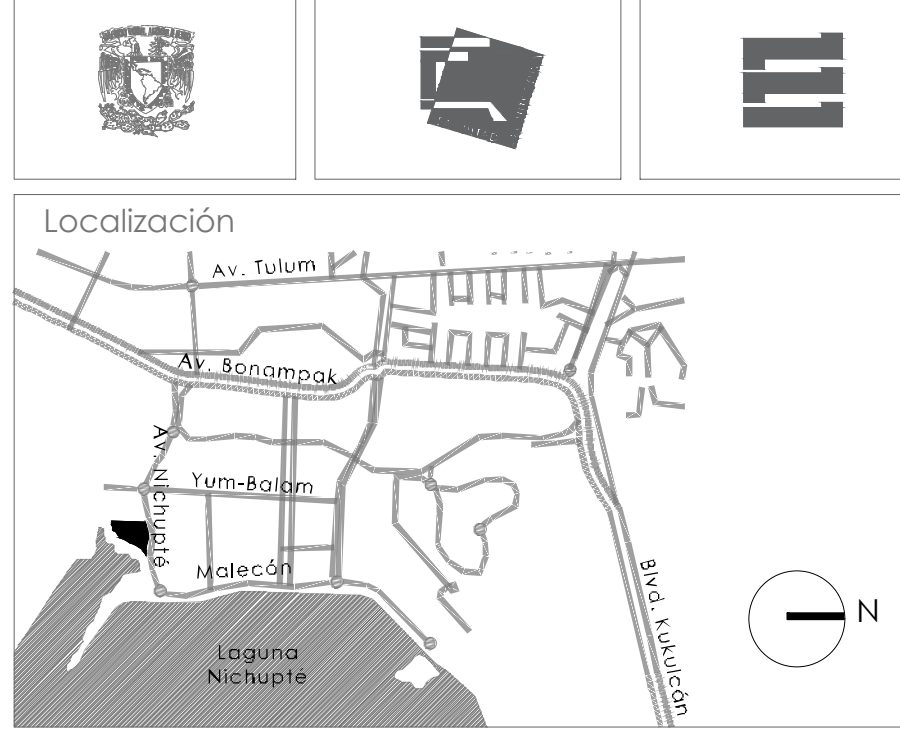 Localización
Av. Tulum
Av. Bonampak
Av. Nichupté
Yum-Balam
Malecón
Blvd. Kukulcán
N
Laguna
Nichupté